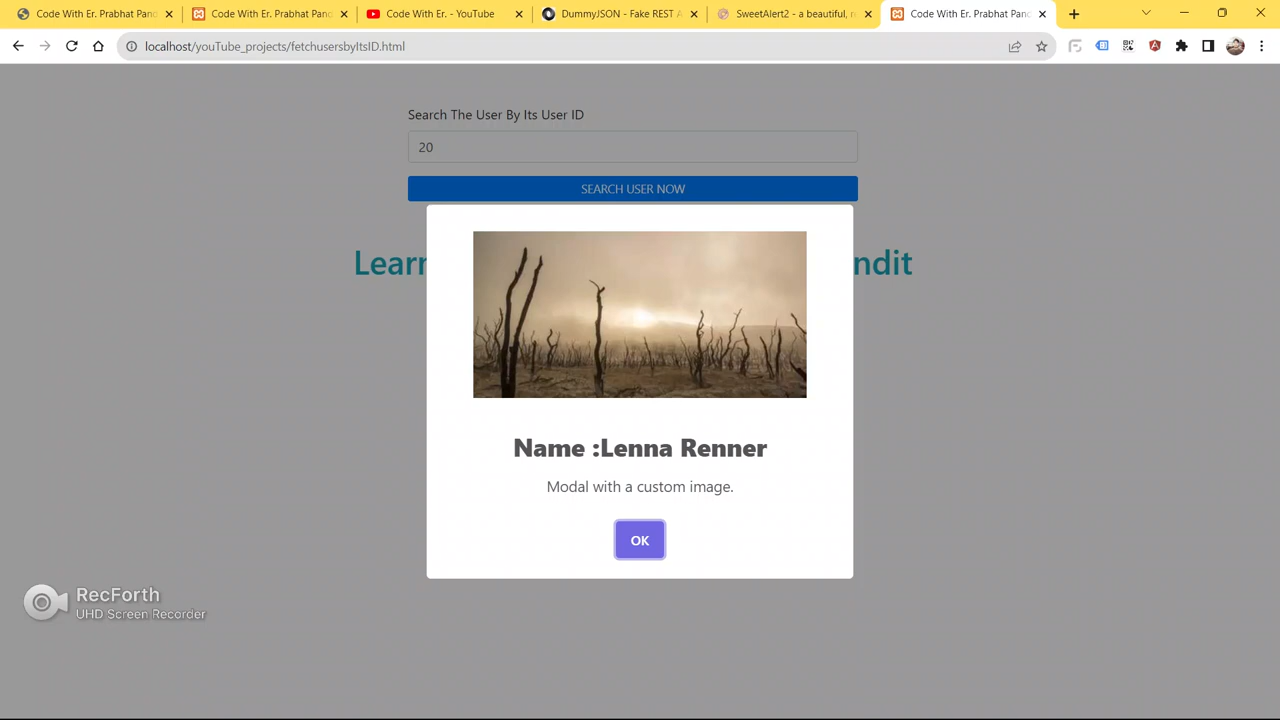 Code With Er. Prabhat Pan
Code With Er. Prabhat Pand
Code With Er. - YouTube
DummyJSON - Fake REST A
SweetAlert2 - a beautiful, r
Code With Er. Prabhat Pand
localhost/youTube_projects/fetchusersbyItsID.html
Search The User By Its User ID
20
SEARCH USER NOW
Learn
ndit
Name :Lenna Renner
Modal with a custom image.
OK
RecForth
UHD Screen Recorder